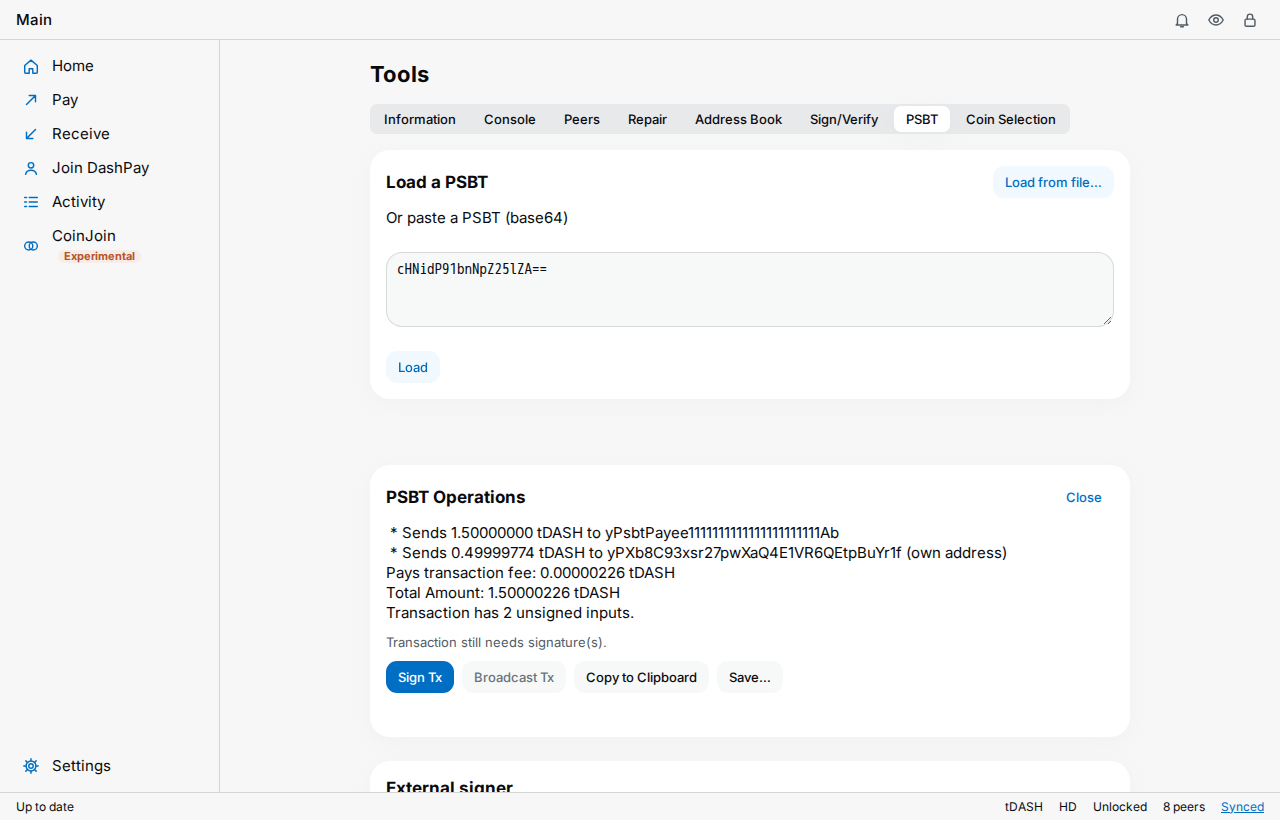 Main
Home
Pay
Receive
Join DashPay
Activity
CoinJoin
Experimental
Settings
Tools
Information Console Peers Repair Address Book Sign/Verify PSBT Coin Selection
Load a PSBT
Load from file...
Or paste a PSBT (base64)
cHNidP91bnNpZ25lZA==
Load
PSBT Operations
Close
* Sends 1.50000000 tDASH to yPsbtPayee111111111111111111111111Ab
* Sends 0.49999774 tDASH to yPXb8C93xsr27pwXaQ4E1VR6QEtpBuYr1f (own address)
Pays transaction fee: 0.00000226 tDASH
Total Amount: 1.50000226 tDASH
Transaction has 2 unsigned inputs.
Transaction still needs signature(s).
Sign Tx Broadcast Tx Copy to Clipboard Save...
External signer
Up to date
tDASH HD Unlocked 8 peers Synced